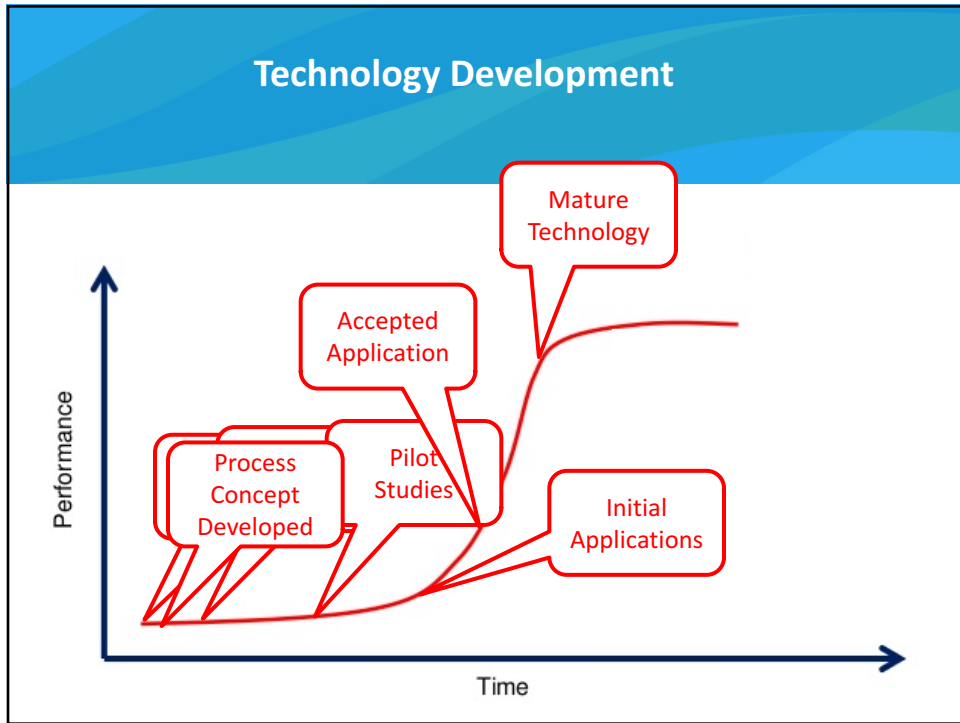 Technology Development
Mature
Technology
Accepted
Application
Process
Concept
Developed
Pilot
Studies
Initial
Applications
Performance
Time